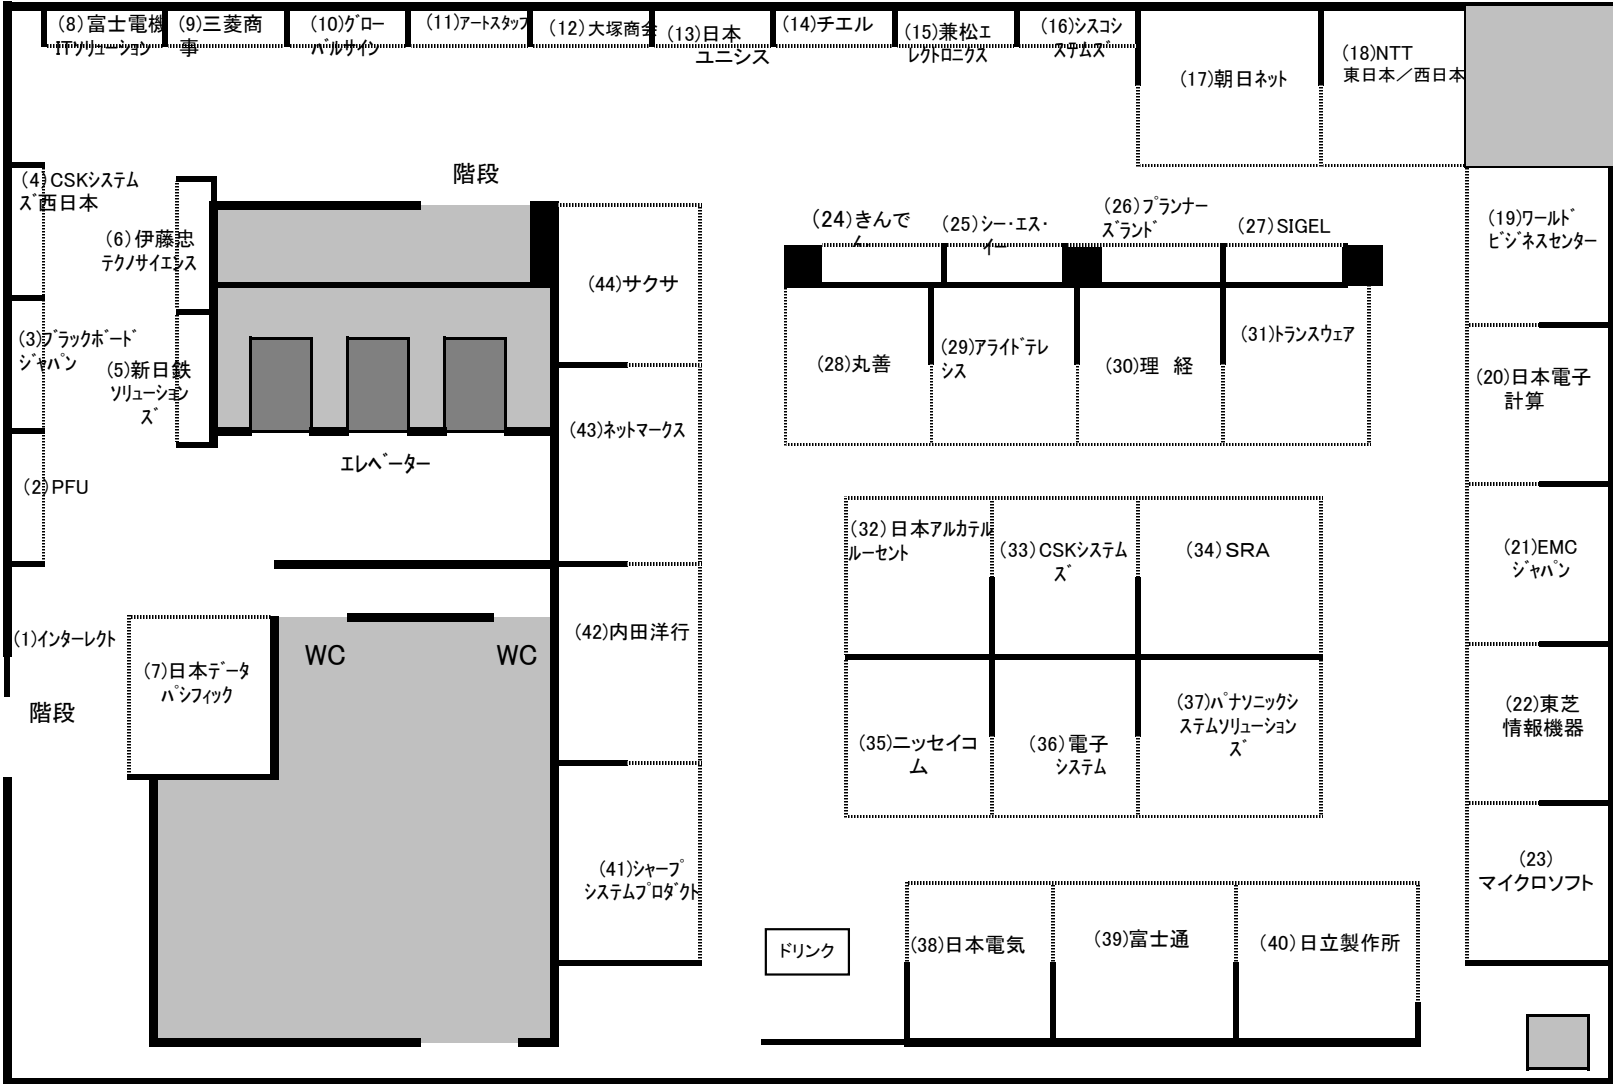 (8)富士電機
ITソリューション
(9)三菱商
事
(10)グロー
バルサイン
(11)アートスタッフ
(12)大塚商会
(13)日本
ユニシス
(14)チエル
(15)兼松エ
レクトロニクス
(16)シスコシ
ステムズ
(17)朝日ネット
(18)NTT
東日本／西日本
(4)CSKシステム
ズ西日本
(6)伊藤忠
テクノサイエンス
(3)ブラックボード
ジャパン
(5)新日鉄
ソリューション
ズ
(2)PFU
(1)インターレクト
階段
(7)日本データ
パシフィック
階段
エレベーター
WC
WC
(44)サクサ
(43)ネットマークス
(42)内田洋行
(41)シャープ
システムプロダクト
(24)きんで
ん
(25)シー・エス・
イー
(26)プランナー
ズランド
(27)SIGEL
(28)丸善
(29)アライドテレ
シス
(30)理　経
(31)トランスウェア
(32)日本アルカテル
ルーセント
(33)CSKシステム
ズ
(34)SRA
(35)ニッセイコ
ム
(36)電子
システム
(37)パナソニックシ
ステムソリューション
ズ
ドリンク
(38)日本電気
(39)富士通
(40)日立製作所
(19)ワールド
ビジネスセンター
(20)日本電子
計算
(21)EMC
ジャパン
(22)東芝
情報機器
(23)
マイクロソフト